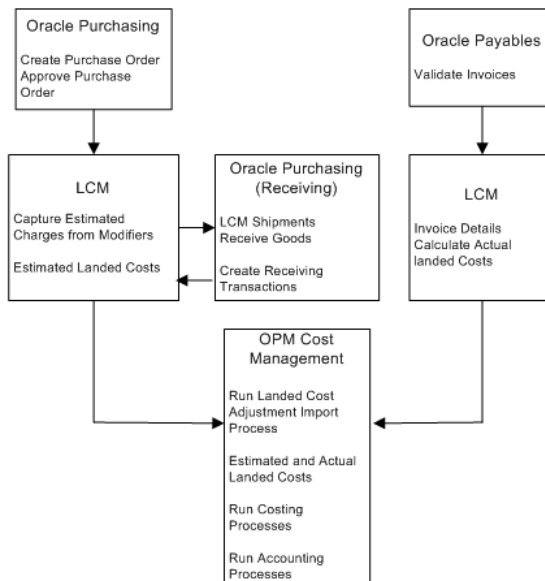 Oracle Purchasing
Create Purchase Order
Approve Purchase
Order
Oracle Payables
Validate Invoices
LCM
Capture Estimated
Charges from Modifiers
Estimated Landed Costs
Oracle Purchasing
(Receiving)
LCM Shipments
Receive Goods
Create Receiving
Transactions
LCM
Invoice Details
Calculate Actual
landed Costs
OPM Cost
Management
Run Landed Cost
Adjustment Import
Process
Estimated and Actual
Landed Costs
Run Costing
Processes
Run Accounting
Processes